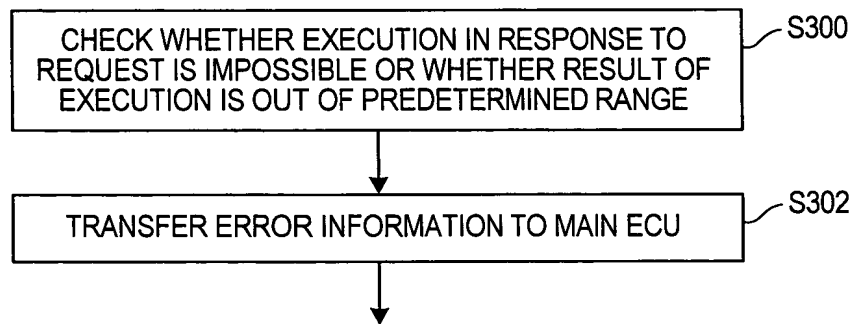 CHECK WHETHER EXECUTION IN RESPONSE TO
REQUEST IS IMPOSSIBLE OR WHETHER RESULT OF
EXECUTION IS OUT OF PREDETERMINED RANGE
S300
TRANSFER ERROR INFORMATION TO MAIN ECU
S302